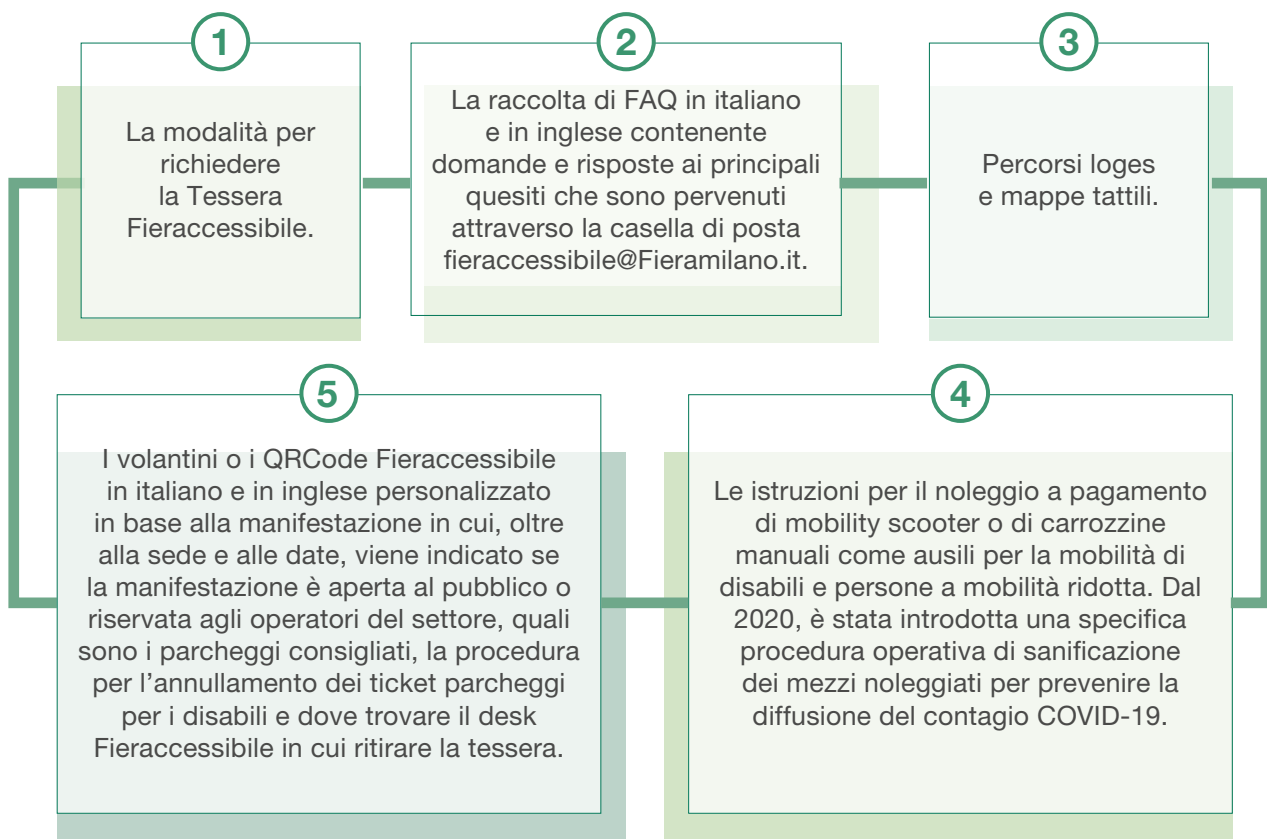 1
La modalità per
richiedere
la Tessera
Fieraccessibile.
2
La raccolta di FAQ in italiano
e in inglese contenente
domande e risposte ai principali
quesiti che sono pervenuti
attraverso la casella di posta
fieraccessibile@Fieramilano.it.
3
Percorsi loges
e mappe tattili.
4
Le istruzioni per il noleggio a pagamento
di mobility scooter o di carrozzine
manuali come ausili per la mobilità di
disabili e persone a mobilità ridotta. Dal
2020, è stata introdotta una specifica
procedura operativa di sanificazione
dei mezzi noleggiati per prevenire la
diffusione del contagio COVID-19.
5
I volantini o i QRCode Fieraccessibile
in italiano e in inglese personalizzato
in base alla manifestazione in cui, oltre
alla sede e alle date, viene indicato se
la manifestazione è aperta al pubblico o
riservata agli operatori del settore, quali
sono i parcheggi consigliati, la procedura
per l’annullamento dei ticket parcheggi
per i disabili e dove trovare il desk
Fieraccessibile in cui ritirare la tessera.